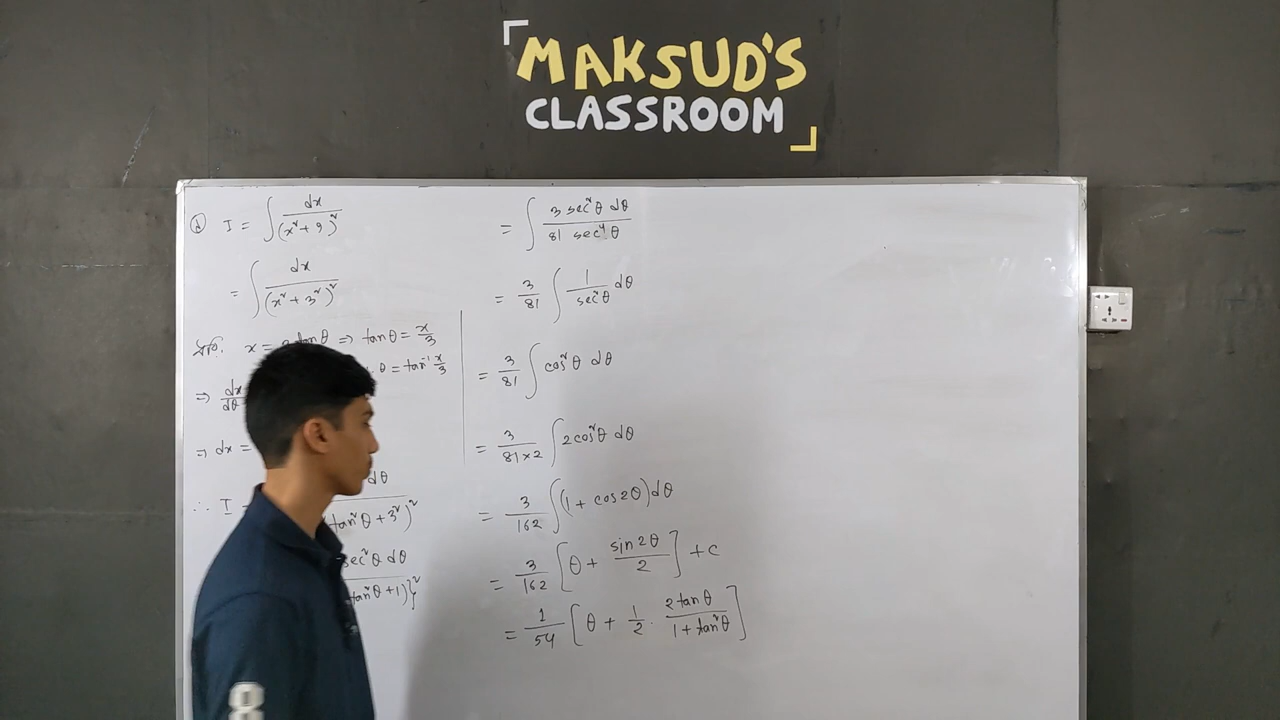 MAKSUD'S
CLASSROOM
ⓓ I = ∫ dx / (x² + 9)²
= ∫ dx / (x² + 3²)²
x = tanθ ⇒ tanθ = x/3
θ = tan⁻¹ x/3
⇒ dx/dθ
⇒ dx =
∴ I dθ
tan²θ + 3²)²
sec²θ dθ
tan²θ + 1)}²
= ∫ 3 sec²θ dθ / 81 sec⁴θ
= 3/81 ∫ 1/sec²θ dθ
= 3/81 ∫ cos²θ dθ
= 3/81×2 ∫ 2cos²θ dθ
= 3/162 ∫ (1 + cos2θ) dθ
= 3/162 [θ + sin2θ/2] + c
= 1/54 [θ + 1/2 · 2tanθ / 1 + tan²θ]
8